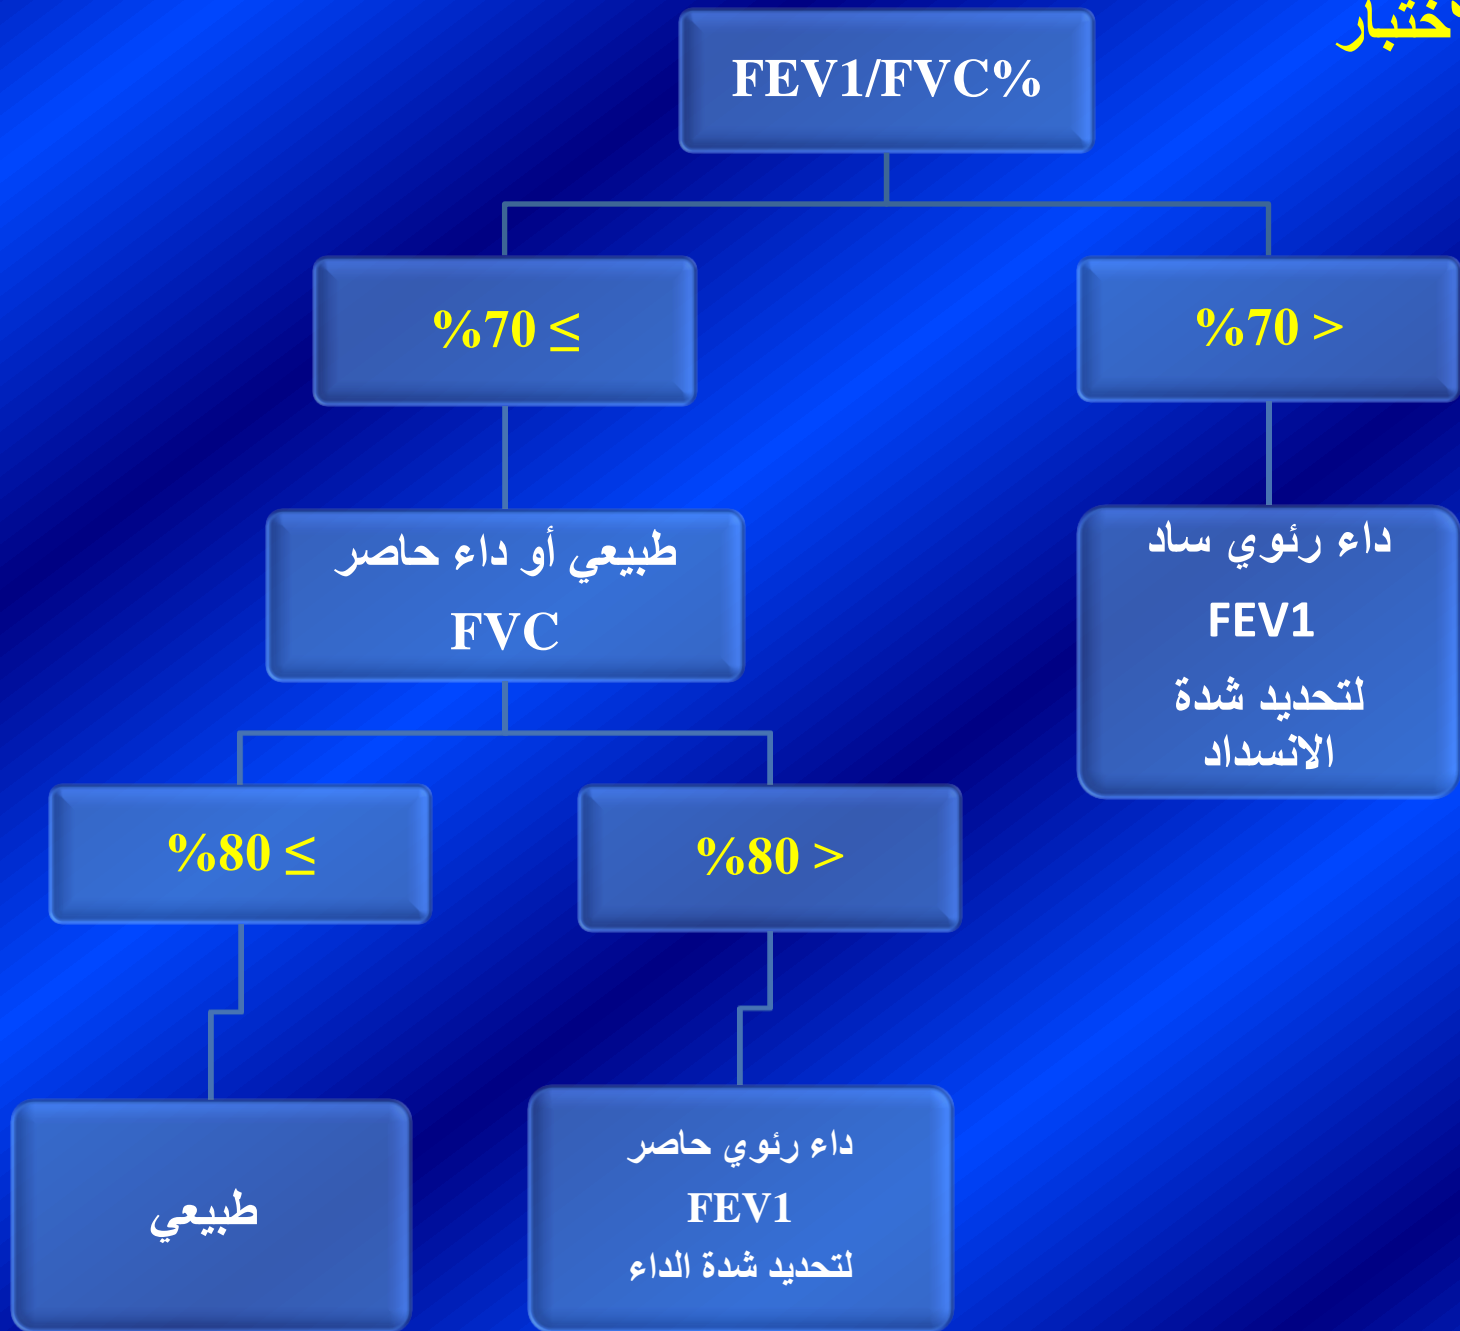 FEV1/FVC%
%70 ≤
%70 >
طبيعي أو داء حاصر
FVC
داء رئوي ساد
FEV1
لتحديد شدة
الانسداد
%80 ≤
%80 >
طبيعي
داء رئوي حاصر
FEV1
لتحديد شدة الداء